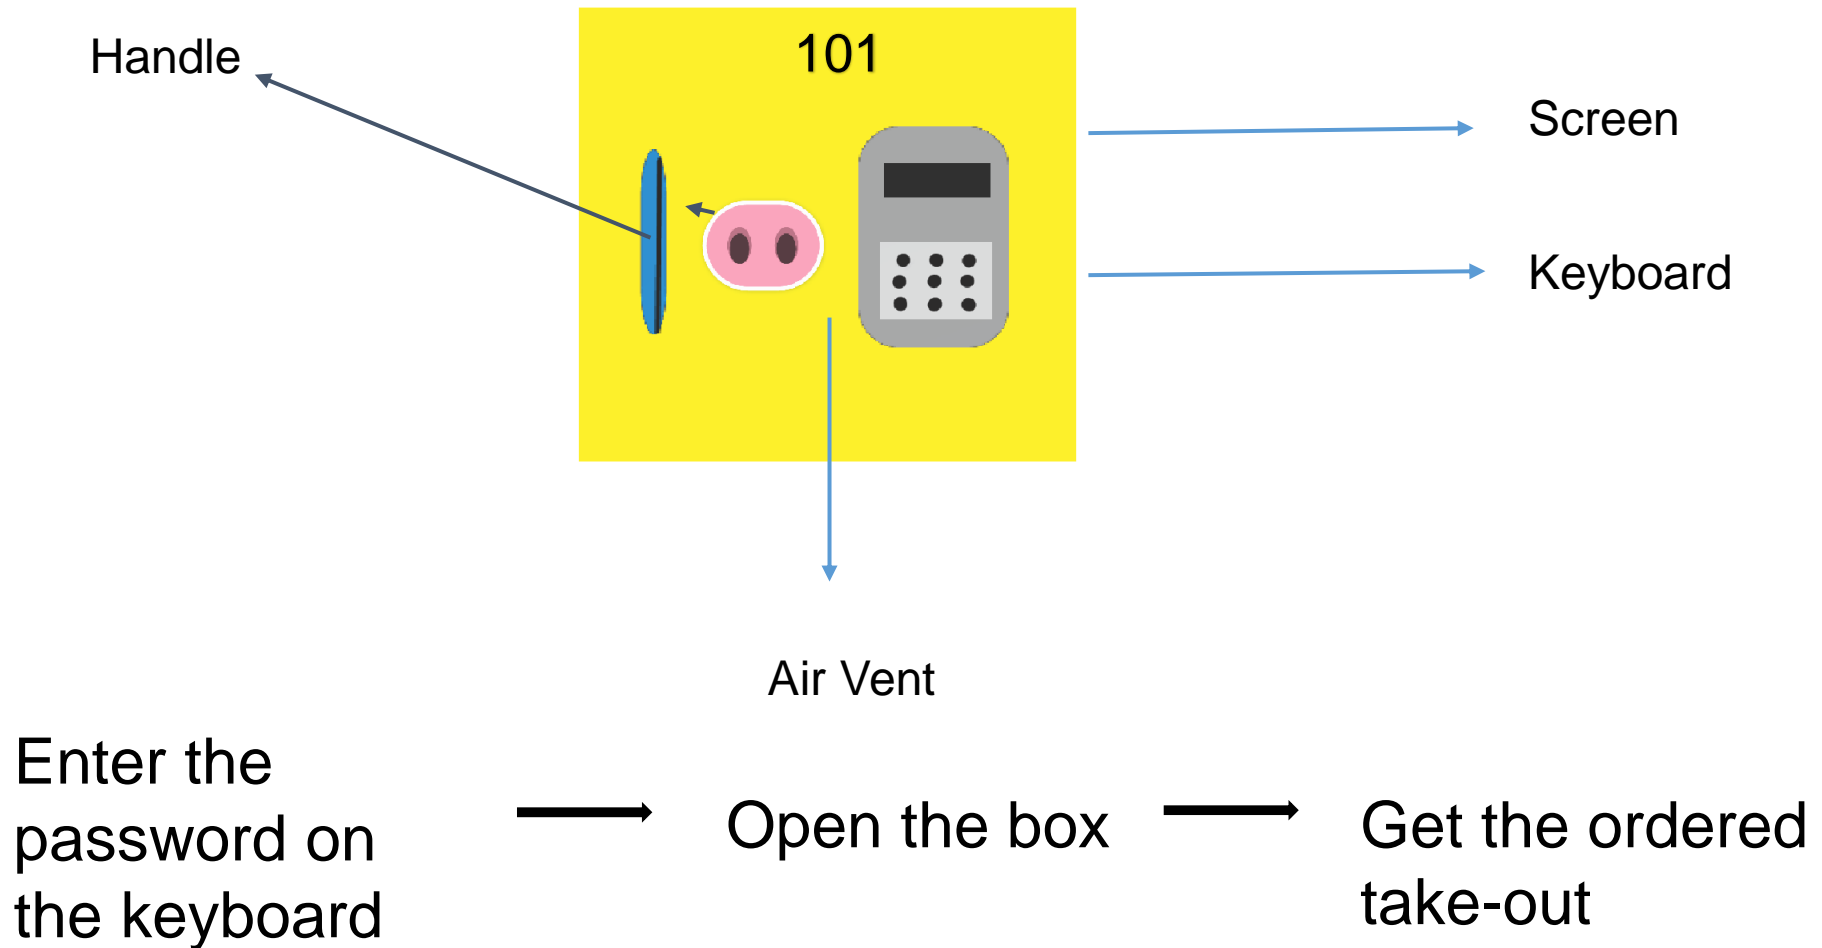 101
Handle
Screen
Keyboard
Air Vent
Enter the
password on
the keyboard
Open the box
Get the ordered
take-out